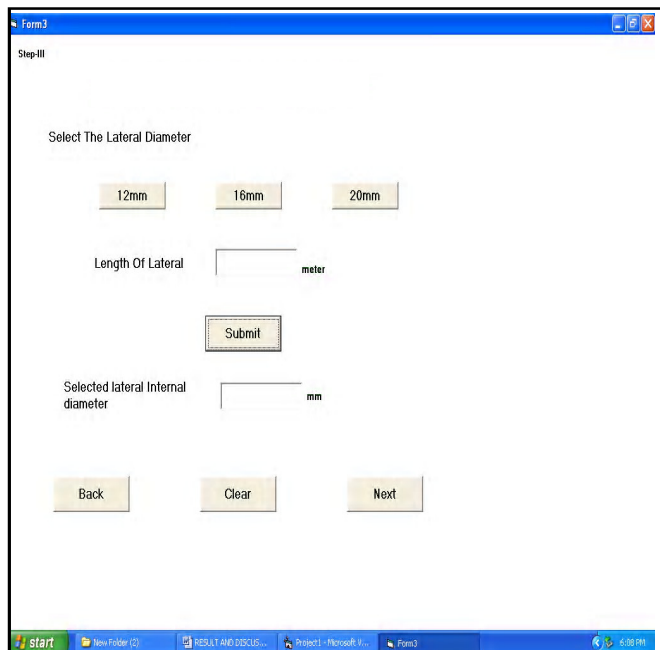 Form3
Step-III
Select The Lateral Diameter
12mm 16mm 20mm
Length Of Lateral meter
Submit
Selected lateral Internal
diameter mm
Back Clear Next
start New Folder (2) RESULT AND DISCUS... Project1 - Microsoft V... Form3 6:08 PM